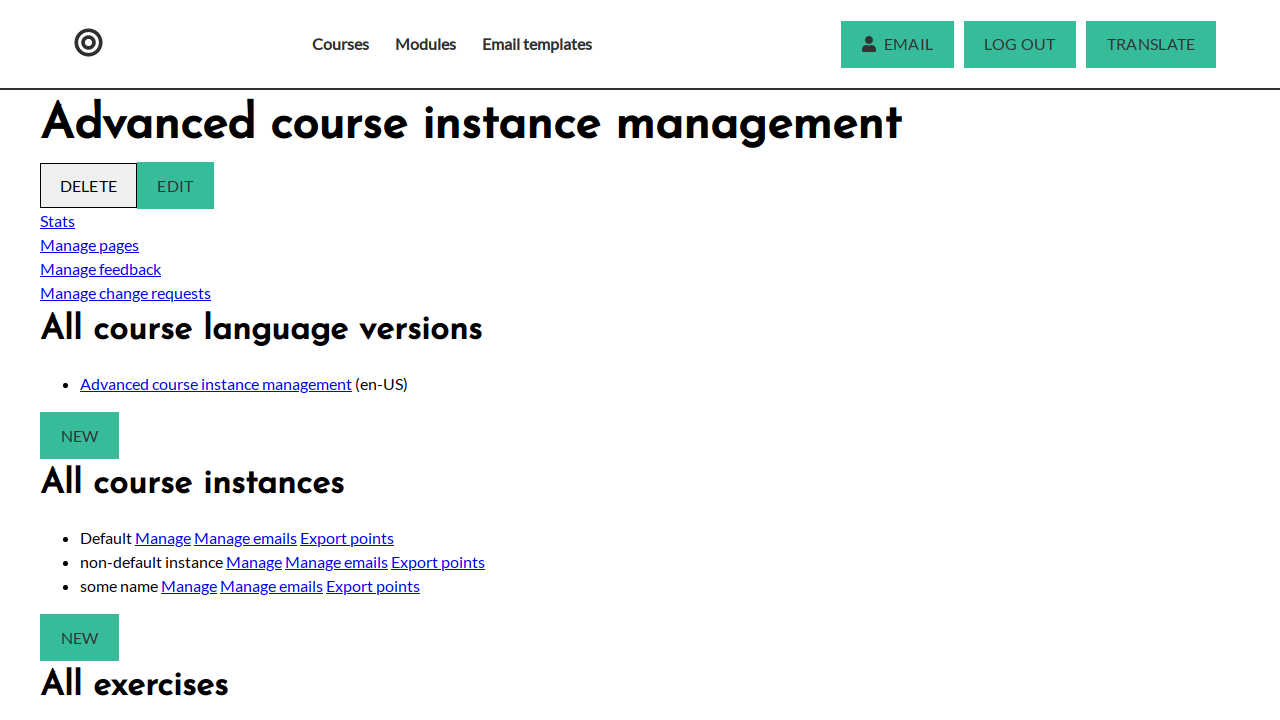 Courses Modules Email templates EMAIL LOG OUT TRANSLATE
Advanced course instance management
DELETE EDIT
Stats
Manage pages
Manage feedback
Manage change requests
All course language versions
Advanced course instance management (en-US)
NEW
All course instances
Default Manage Manage emails Export points
non-default instance Manage Manage emails Export points
some name Manage Manage emails Export points
NEW
All exercises